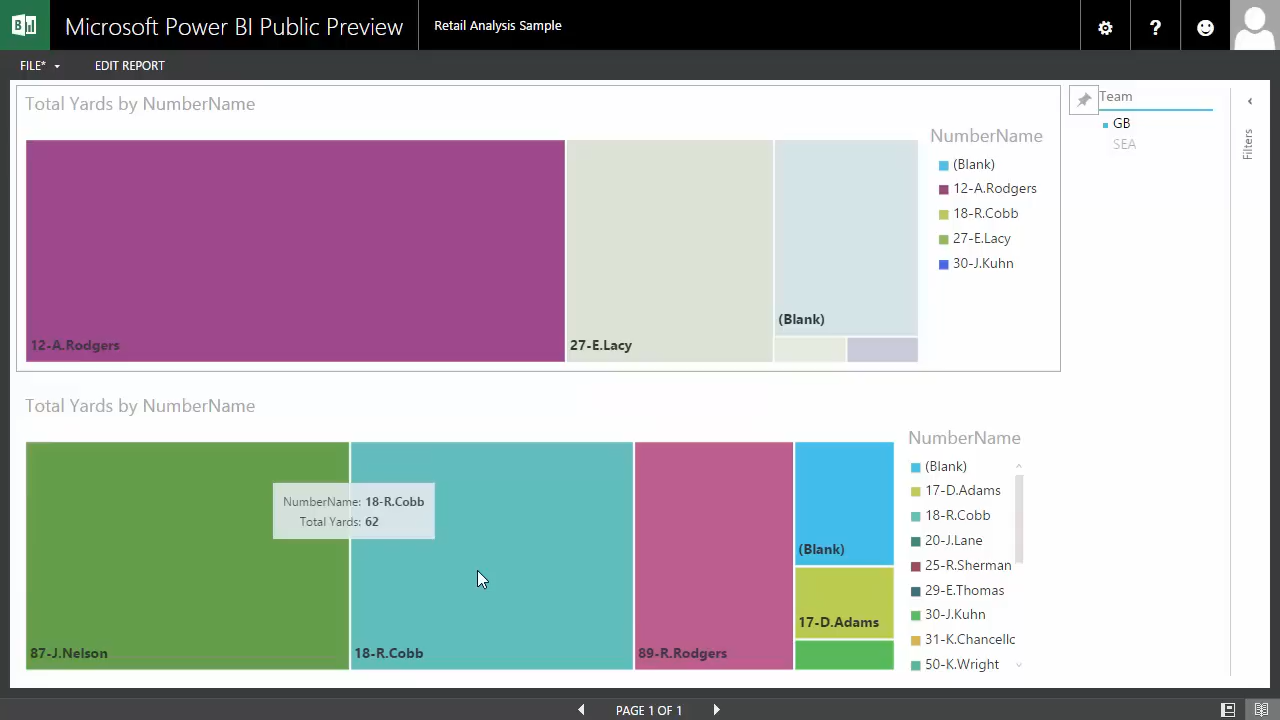 Microsoft Power BI Public Preview
Retail Analysis Sample
?
FILE*
EDIT REPORT
Total Yards by NumberName
12-A.Rodgers
27-E.Lacy
(Blank)
NumberName
(Blank)
12-A.Rodgers
18-R.Cobb
27-E.Lacy
30-J.Kuhn
Team
GB
SEA
Filters
Total Yards by NumberName
87-J.Nelson
NumberName: 18-R.Cobb
Total Yards: 62
18-R.Cobb
89-R.Rodgers
(Blank)
17-D.Adams
NumberName
(Blank)
17-D.Adams
18-R.Cobb
20-J.Lane
25-R.Sherman
29-E.Thomas
30-J.Kuhn
31-K.Chancellc
50-K.Wright
PAGE 1 OF 1